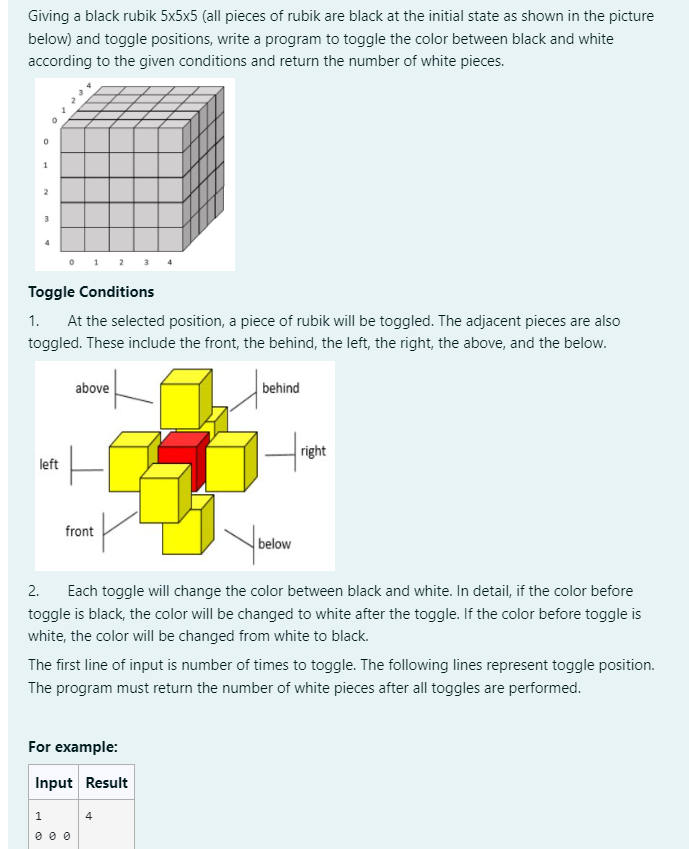 Giving a black rubik 5x5x5 (all pieces of rubik are black at the initial state as shown in the picture
below) and toggle positions, write a program to toggle the color between black and white
according to the given conditions and return the number of white pieces.
4
3
2
1
0
0
1
2
3
4
0 1 2 3 4
Toggle Conditions
1. At the selected position, a piece of rubik will be toggled. The adjacent pieces are also
toggled. These include the front, the behind, the left, the right, the above, and the below.
above
behind
right
left
front
below
2. Each toggle will change the color between black and white. In detail, if the color before
toggle is black, the color will be changed to white after the toggle. If the color before toggle is
white, the color will be changed from white to black.
The first line of input is number of times to toggle. The following lines represent toggle position.
The program must return the number of white pieces after all toggles are performed.
For example:
Input Result
1 4
0 0 0